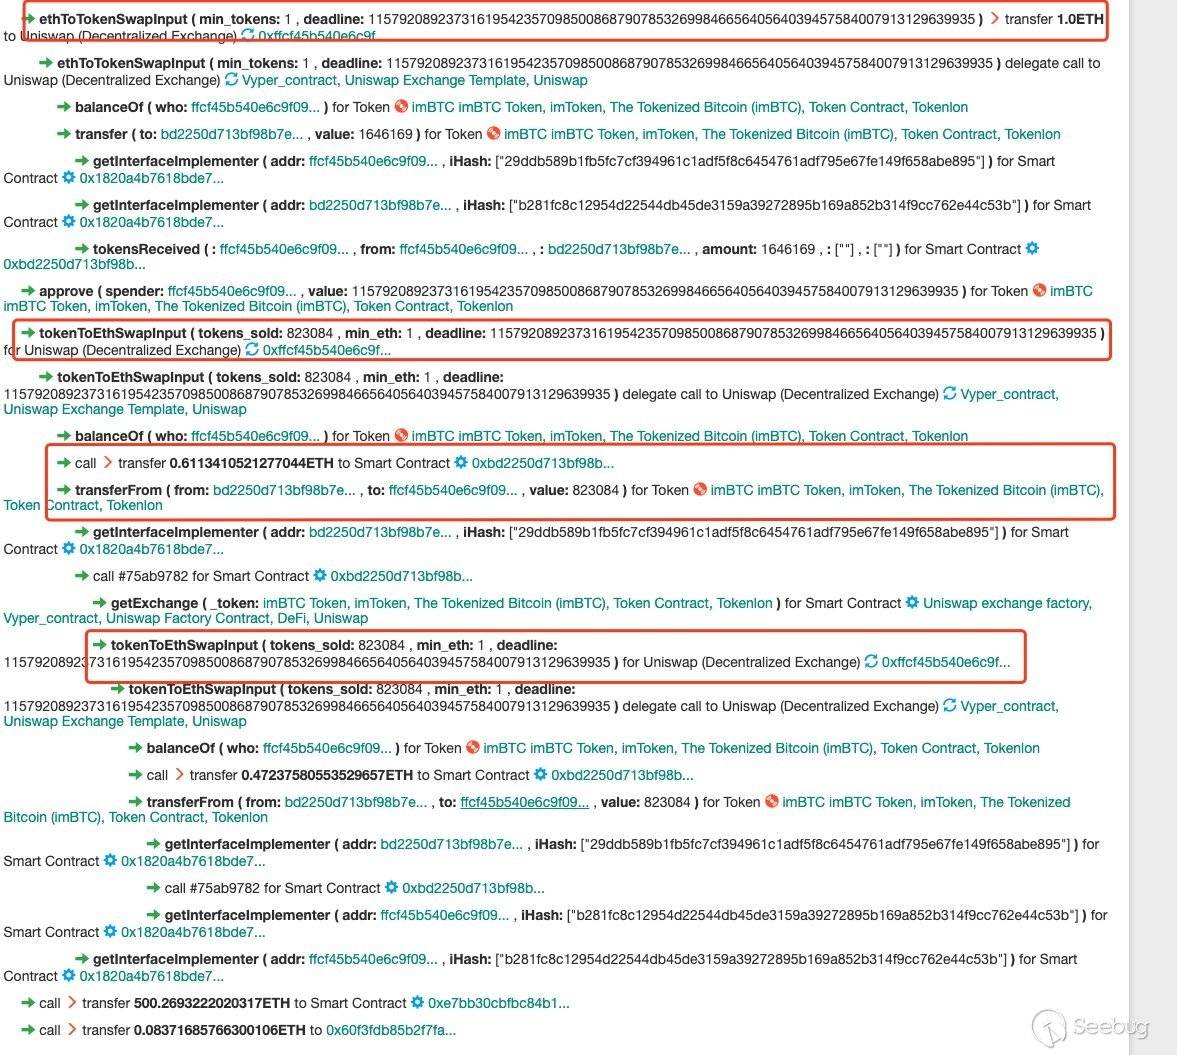 ethToTokenSwapInput ( min_tokens: 1 , deadline: 115792089237316195423570985008687907853269984665640564039457584007913129639935 ) > transfer 1.0ETH
to Uniswap (Decentralized Exchange) 0xffcf45b540e6c9f...
ethToTokenSwapInput ( min_tokens: 1 , deadline: 115792089237316195423570985008687907853269984665640564039457584007913129639935 ) delegate call to
Uniswap (Decentralized Exchange) Vyper_contract, Uniswap Exchange Template, Uniswap
balanceOf ( who: ffcf45b540e6c9f09... ) for Token imBTC imBTC Token, imToken, The Tokenized Bitcoin (imBTC), Token Contract, Tokenlon
transfer ( to: bd2250d713bf98b7e... , value: 1646169 ) for Token imBTC imBTC Token, imToken, The Tokenized Bitcoin (imBTC), Token Contract, Tokenlon
getInterfaceImplementer ( addr: ffcf45b540e6c9f09... , iHash: ["29ddb589b1fb5fc7cf394961c1adf5f8c6454761adf795e67fe149f658abe895"] ) for Smart
Contract 0x1820a4b7618bde7...
getInterfaceImplementer ( addr: bd2250d713bf98b7e... , iHash: ["b281fc8c12954d22544db45de3159a39272895b169a852b314f9cc762e44c53b"] ) for Smart
Contract 0x1820a4b7618bde7...
tokensReceived ( : ffcf45b540e6c9f09... , from: ffcf45b540e6c9f09... , : bd2250d713bf98b7e... , amount: 1646169 , : [""] , : [""] ) for Smart Contract
0xbd2250d713bf98b...
approve ( spender: ffcf45b540e6c9f09... , value: 115792089237316195423570985008687907853269984665640564039457584007913129639935 ) for Token imBTC
imBTC Token, imToken, The Tokenized Bitcoin (imBTC), Token Contract, Tokenlon
tokenToEthSwapInput ( tokens_sold: 823084 , min_eth: 1 , deadline: 115792089237316195423570985008687907853269984665640564039457584007913129639935 )
for Uniswap (Decentralized Exchange) 0xffcf45b540e6c9f...
tokenToEthSwapInput ( tokens_sold: 823084 , min_eth: 1 , deadline:
115792089237316195423570985008687907853269984665640564039457584007913129639935 ) delegate call to Uniswap (Decentralized Exchange) Vyper_contract,
Uniswap Exchange Template, Uniswap
balanceOf ( who: ffcf45b540e6c9f09... ) for Token imBTC imBTC Token, imToken, The Tokenized Bitcoin (imBTC), Token Contract, Tokenlon
call > transfer 0.6113410521277044ETH to Smart Contract 0xbd2250d713bf98b...
transferFrom ( from: bd2250d713bf98b7e... , to: ffcf45b540e6c9f09... , value: 823084 ) for Token imBTC imBTC Token, imToken, The Tokenized Bitcoin (imBTC),
Token Contract, Tokenlon
getInterfaceImplementer ( addr: bd2250d713bf98b7e... , iHash: ["29ddb589b1fb5fc7cf394961c1adf5f8c6454761adf795e67fe149f658abe895"] ) for Smart
Contract 0x1820a4b7618bde7...
call #75ab9782 for Smart Contract 0xbd2250d713bf98b...
getExchange ( _token: imBTC Token, imToken, The Tokenized Bitcoin (imBTC), Token Contract, Tokenlon ) for Smart Contract Uniswap exchange factory,
Vyper_contract, Uniswap Factory Contract, DeFi, Uniswap
tokenToEthSwapInput ( tokens_sold: 823084 , min_eth: 1 , deadline:
115792089237316195423570985008687907853269984665640564039457584007913129639935 ) for Uniswap (Decentralized Exchange) 0xffcf45b540e6c9f...
tokenToEthSwapInput ( tokens_sold: 823084 , min_eth: 1 , deadline:
115792089237316195423570985008687907853269984665640564039457584007913129639935 ) delegate call to Uniswap (Decentralized Exchange) Vyper_contract,
Uniswap Exchange Template, Uniswap
balanceOf ( who: ffcf45b540e6c9f09... ) for Token imBTC imBTC Token, imToken, The Tokenized Bitcoin (imBTC), Token Contract, Tokenlon
call > transfer 0.47237580553529657ETH to Smart Contract 0xbd2250d713bf98b...
transferFrom ( from: bd2250d713bf98b7e... , to: ffcf45b540e6c9f09... , value: 823084 ) for Token imBTC imBTC Token, imToken, The Tokenized
Bitcoin (imBTC), Token Contract, Tokenlon
getInterfaceImplementer ( addr: bd2250d713bf98b7e... , iHash: ["29ddb589b1fb5fc7cf394961c1adf5f8c6454761adf795e67fe149f658abe895"] ) for
Smart Contract 0x1820a4b7618bde7...
call #75ab9782 for Smart Contract 0xbd2250d713bf98b...
getInterfaceImplementer ( addr: ffcf45b540e6c9f09... , iHash: ["b281fc8c12954d22544db45de3159a39272895b169a852b314f9cc762e44c53b"] ) for
Smart Contract 0x1820a4b7618bde7...
getInterfaceImplementer ( addr: ffcf45b540e6c9f09... , iHash: ["b281fc8c12954d22544db45de3159a39272895b169a852b314f9cc762e44c53b"] ) for Smart
Contract 0x1820a4b7618bde7...
call > transfer 500.2693222020317ETH to Smart Contract 0xe7bb30cbfbc84b1...
call > transfer 0.08371685766300106ETH to 0x60f3fdb85b2f7fa...
Seebug